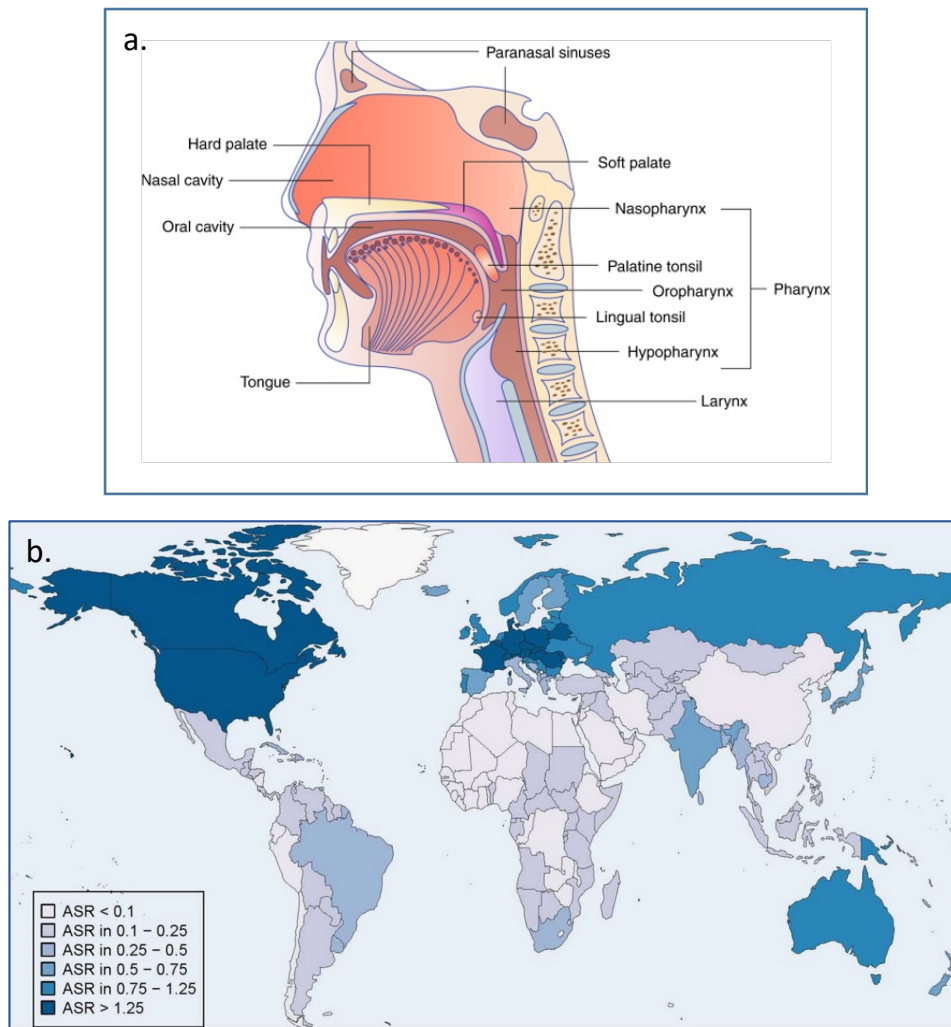 a.
Paranasal sinuses
Hard palate
Soft palate
Nasal cavity
Nasopharynx
Oral cavity
Palatine tonsil
Oropharynx
Pharynx
Lingual tonsil
Hypopharynx
Tongue
Larynx
b.
ASR < 0.1
ASR in 0.1 – 0.25
ASR in 0.25 – 0.5
ASR in 0.5 – 0.75
ASR in 0.75 – 1.25
ASR > 1.25